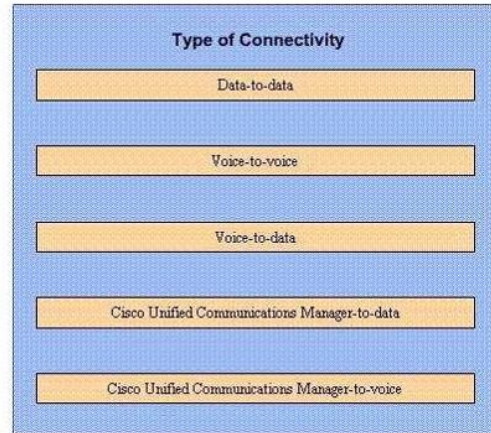 Type of Connectivity
Data-to-data
Voice-to-voice
Voice-to-data
Cisco Unified Communications Manager-to-data
Cisco Unified Communications Manager-to-voice